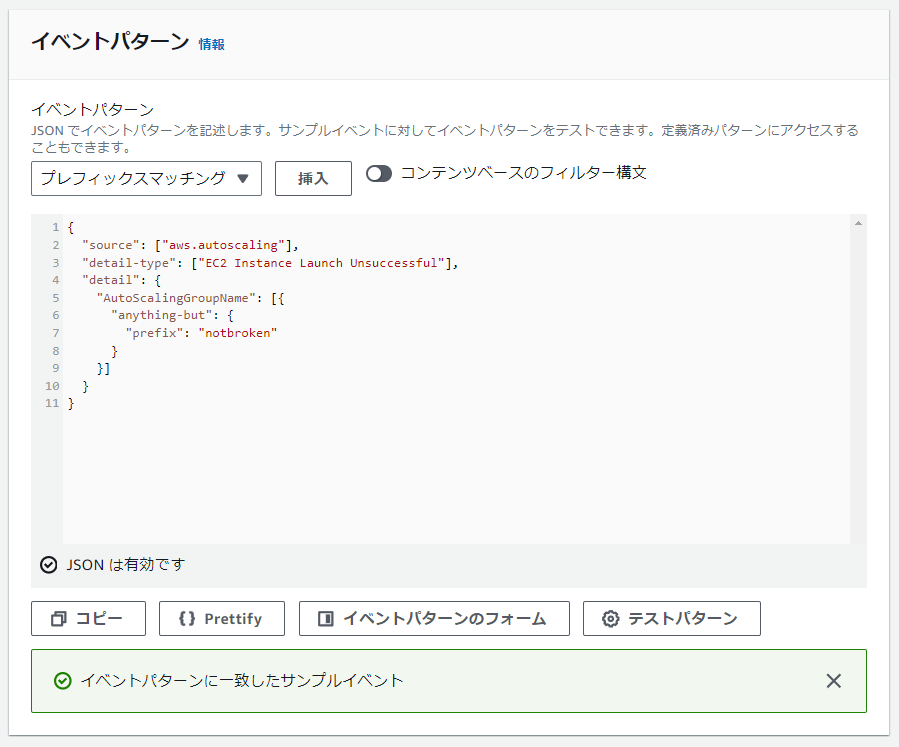 イベントパターン 情報
イベントパターン
JSON でイベントパターンを記述します。サンプルイベントに対してイベントパターンをテストできます。定義済みパターンにアクセスする
こともできます。
プレフィックスマッチング 挿入 コンテンツベースのフィルター構文
1 {
2   "source": ["aws.autoscaling"],
3   "detail-type": ["EC2 Instance Launch Unsuccessful"],
4   "detail": {
5     "AutoScalingGroupName": [{
6       "anything-but": {
7         "prefix": "notbroken"
8       }
9     }]
10   }
11 }
JSON は有効です
コピー {} Prettify イベントパターンのフォーム テストパターン
イベントパターンに一致したサンプルイベント